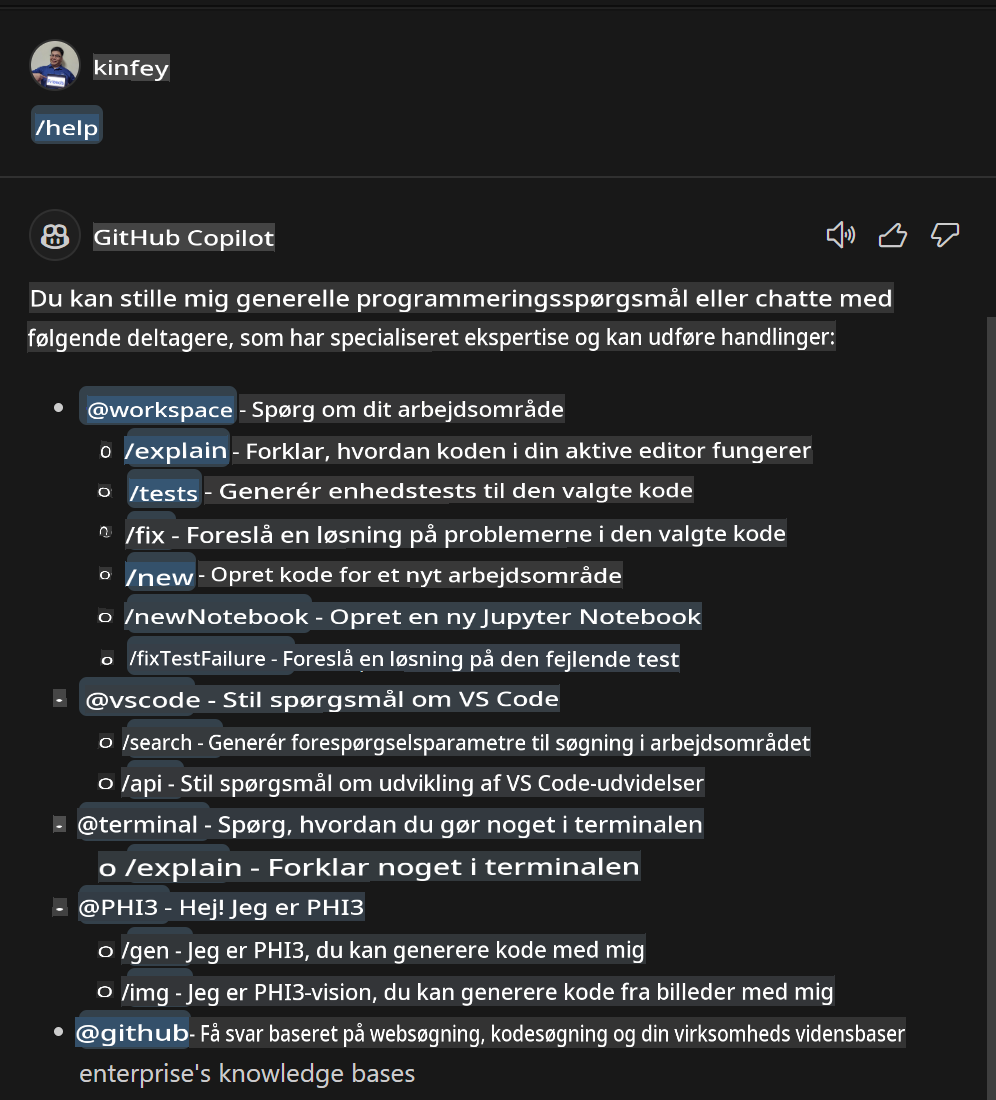 kinfey
/help
GitHub Copilot
Du kan stille mig generelle programmeringsspørgsmål eller chatte med
følgende deltagere, som har specialiseret ekspertise og kan udføre handlinger:
• @workspace - Spørg om dit arbejdsområde
o /explain - Forklar, hvordan koden i din aktive editor fungerer
o /tests - Generér enhedstests til den valgte kode
o /fix - Foreslå en løsning på problemerne i den valgte kode
o /new - Opret kode for et nyt arbejdsområde
o /newNotebook - Opret en ny Jupyter Notebook
o /fixTestFailure - Foreslå en løsning på den fejlende test
- @vscode - Stil spørgsmål om VS Code
o /search - Generér forespørgselsparametre til søgning i arbejdsområdet
o /api - Stil spørgsmål om udvikling af VS Code-udvidelser
- @terminal - Spørg, hvordan du gør noget i terminalen
o /explain - Forklar noget i terminalen
- @PHI3 - Hej! Jeg er PHI3
o /gen - Jeg er PHI3, du kan generere kode med mig
o /img - Jeg er PHI3-vision, du kan generere kode fra billeder med mig
• @github- Få svar baseret på websøgning, kodesøgning og din virksomheds vidensbaser
enterprise's knowledge bases